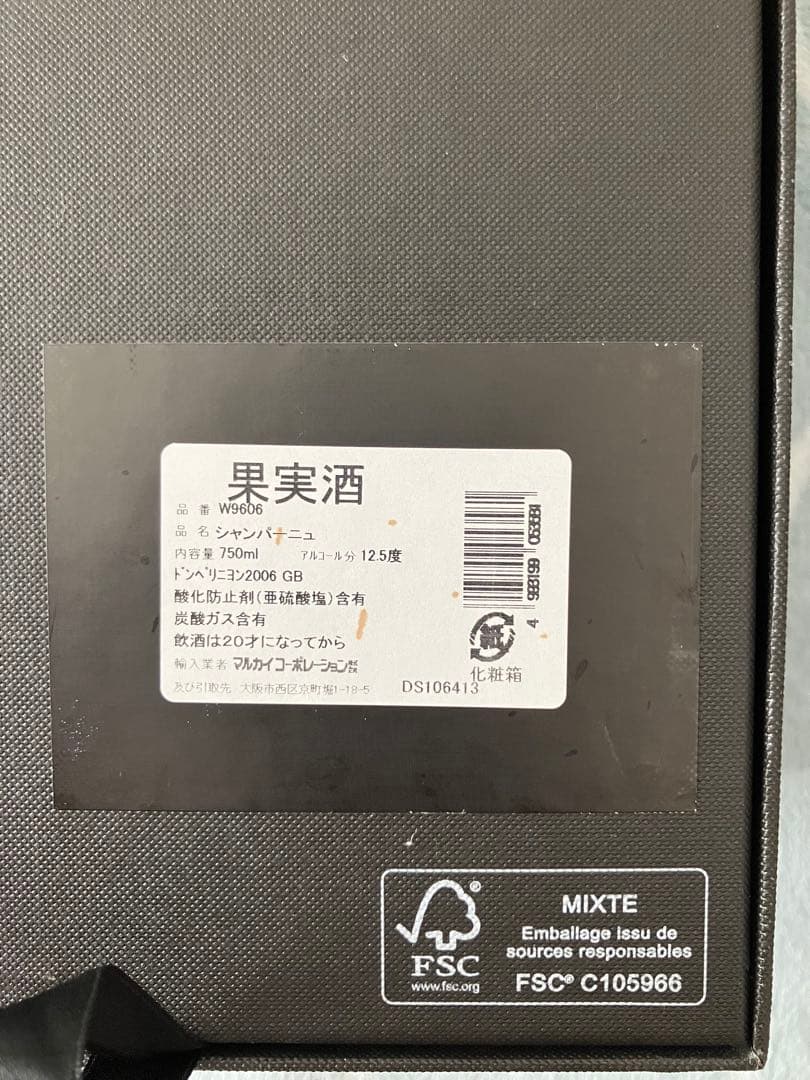 果実酒
品番 W9606
品名 シャンパーニュ
内容量 750ml アルコール分 12.5度
ドンペリニヨン2006 GB
酸化防止剤(亜硫酸塩)含有
炭酸ガス含有
飲酒は20才になってから
輸入業者 マルカイコーポレーション株式会社
及び引取先 大阪市西区京町堀1-18-5 DS106413
紙
化粧箱
FSC®
www.fsc.org
MIXTE
Emballage issu de
sources responsables
FSC® C105966